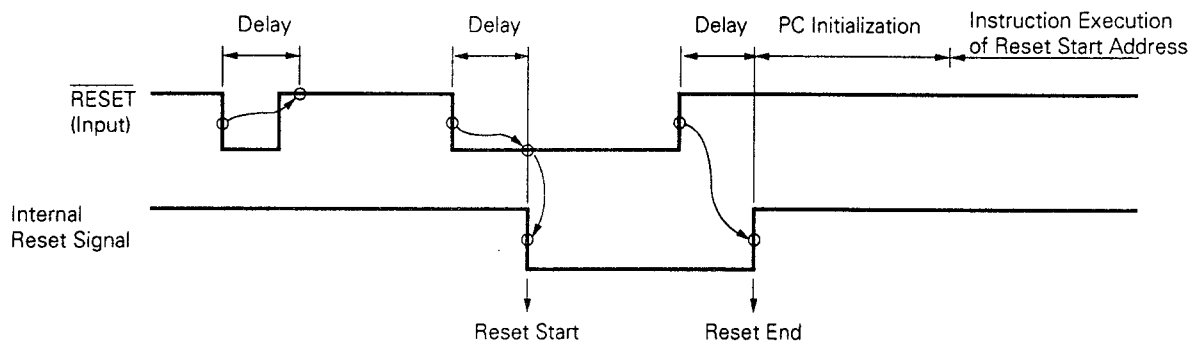 Delay
Delay
Delay
PC Initialization
Instruction Execution
of Reset Start Address
RESET
(Input)
Internal
Reset Signal
Reset Start
Reset End